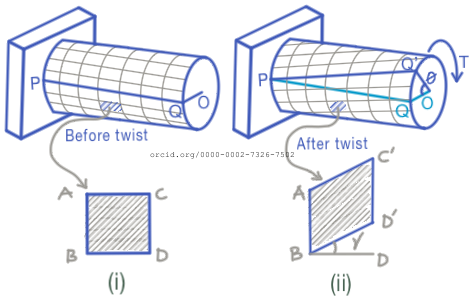 P
Q
O
Before twist
P
Q'
θ
T
Q
O
After twist
orcid.org/0000-0002-7326-7502
A
C
B
D
(i)
A
C'
D'
B
γ
D
(ii)